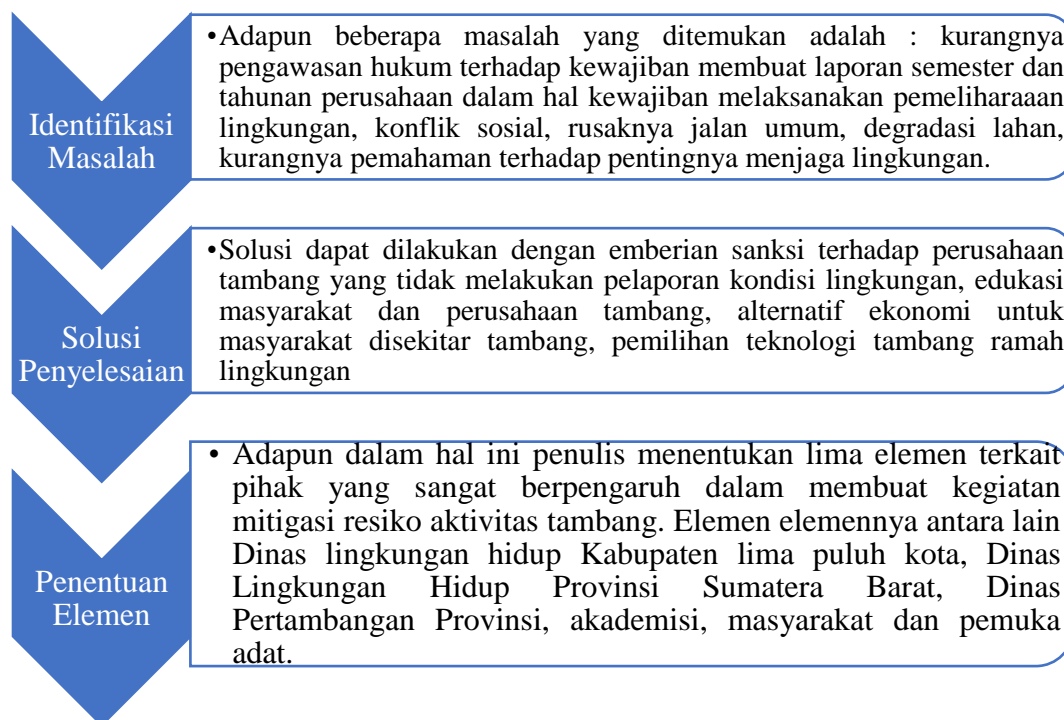 Identifikasi
Masalah
•Adapun beberapa masalah yang ditemukan adalah : kurangnya
pengawasan hukum terhadap kewajiban membuat laporan semester dan
tahunan perusahaan dalam hal kewajiban melaksanakan pemeliharaaan
lingkungan, konflik sosial, rusaknya jalan umum, degradasi lahan,
kurangnya pemahaman terhadap pentingnya menjaga lingkungan.
Solusi
Penyelesaian
•Solusi dapat dilakukan dengan emberian sanksi terhadap perusahaan
tambang yang tidak melakukan pelaporan kondisi lingkungan, edukasi
masyarakat dan perusahaan tambang, alternatif ekonomi untuk
masyarakat disekitar tambang, pemilihan teknologi tambang ramah
lingkungan
Penentuan
Elemen
• Adapun dalam hal ini penulis menentukan lima elemen terkait
pihak yang sangat berpengaruh dalam membuat kegiatan
mitigasi resiko aktivitas tambang. Elemen elemennya antara lain
Dinas lingkungan hidup Kabupaten lima puluh kota, Dinas
Lingkungan Hidup Provinsi Sumatera Barat, Dinas
Pertambangan Provinsi, akademisi, masyarakat dan pemuka
adat.